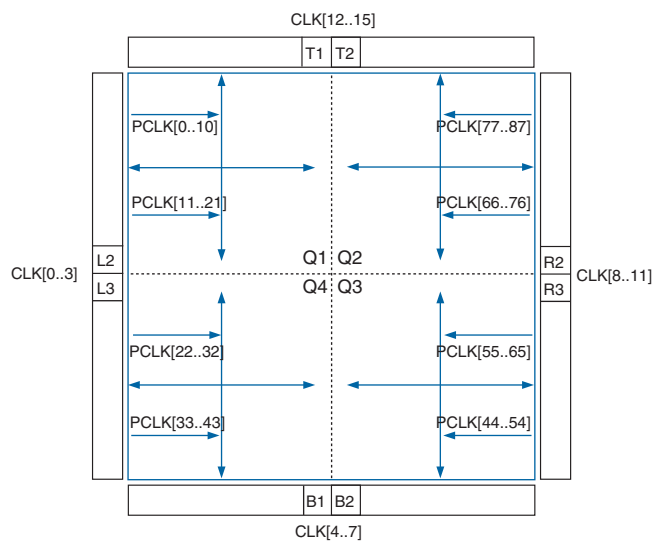 CLK[12..15]
T1 T2
PCLK[0..10] PCLK[77..87]
PCLK[11..21] PCLK[66..76]
L2 Q1 Q2 R2
CLK[0..3] CLK[8..11]
L3 Q4 Q3 R3
PCLK[22..32] PCLK[55..65]
PCLK[33..43] PCLK[44..54]
B1 B2
CLK[4..7]